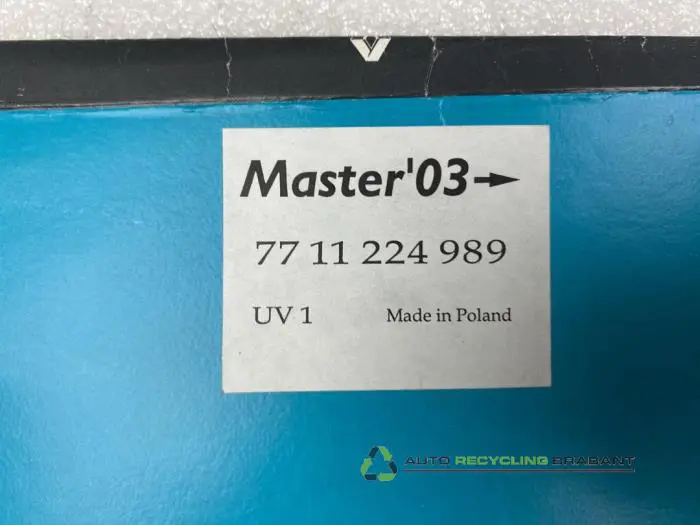 Master'03→
77 11 224 989
UV 1 Made in Poland
AUTO RECYCLING BRABANT